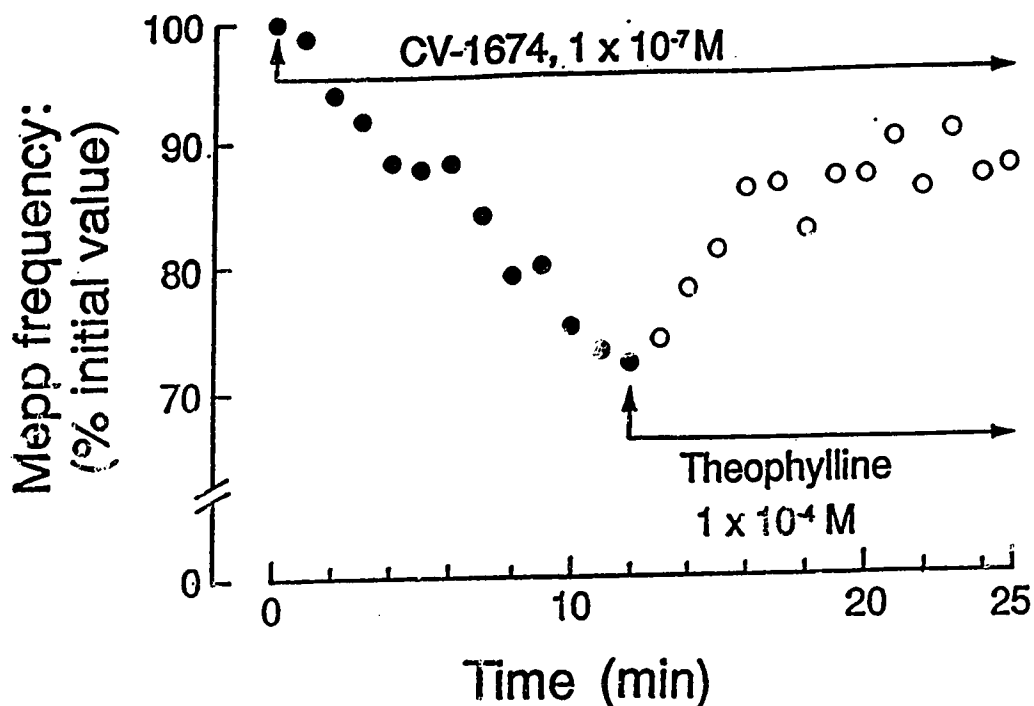 Mepp frequency:
(% initial value)
100
90
80
70
0
CV-1674, 1 x 10⁻⁷M
Theophylline
1 x 10⁻⁴ M
0
10
20
25
Time (min)